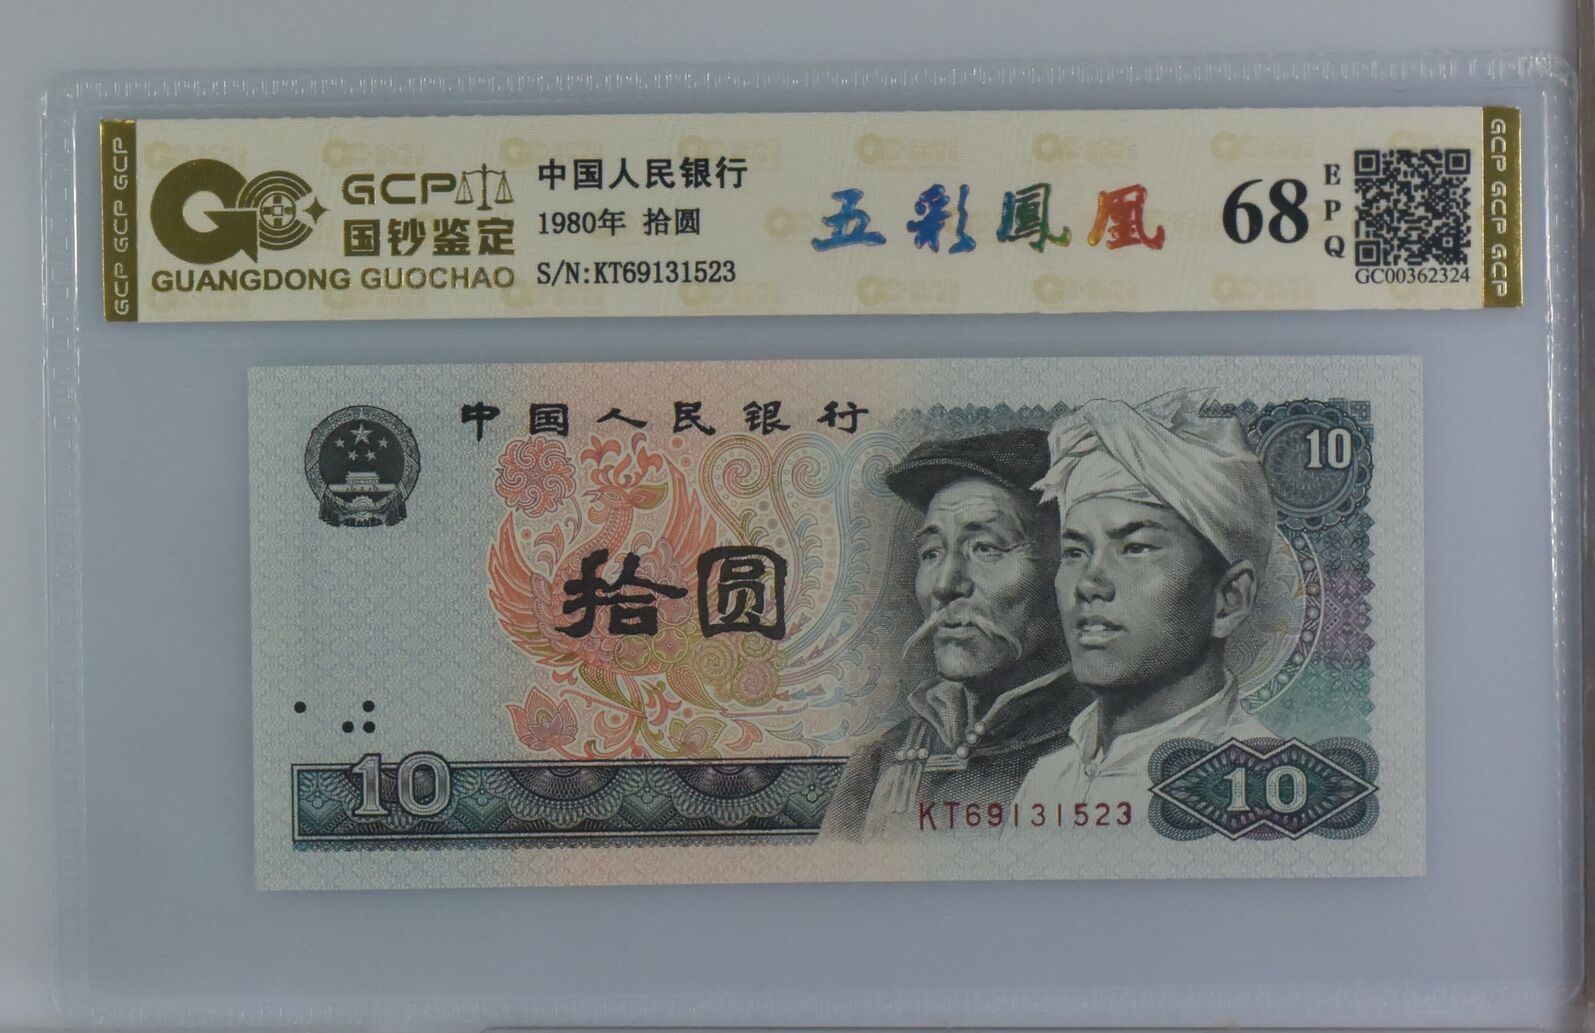 GCP GCP GCP
GCP
国钞鉴定
GUANGDONG GUOCHAO
中国人民银行
1980年 拾圆
S/N:KT69131523
五彩鳳凰
68
EPQ
GC00362324
GCP GCP GCP
中国人民银行
10
拾圆
10
KT69131523
10